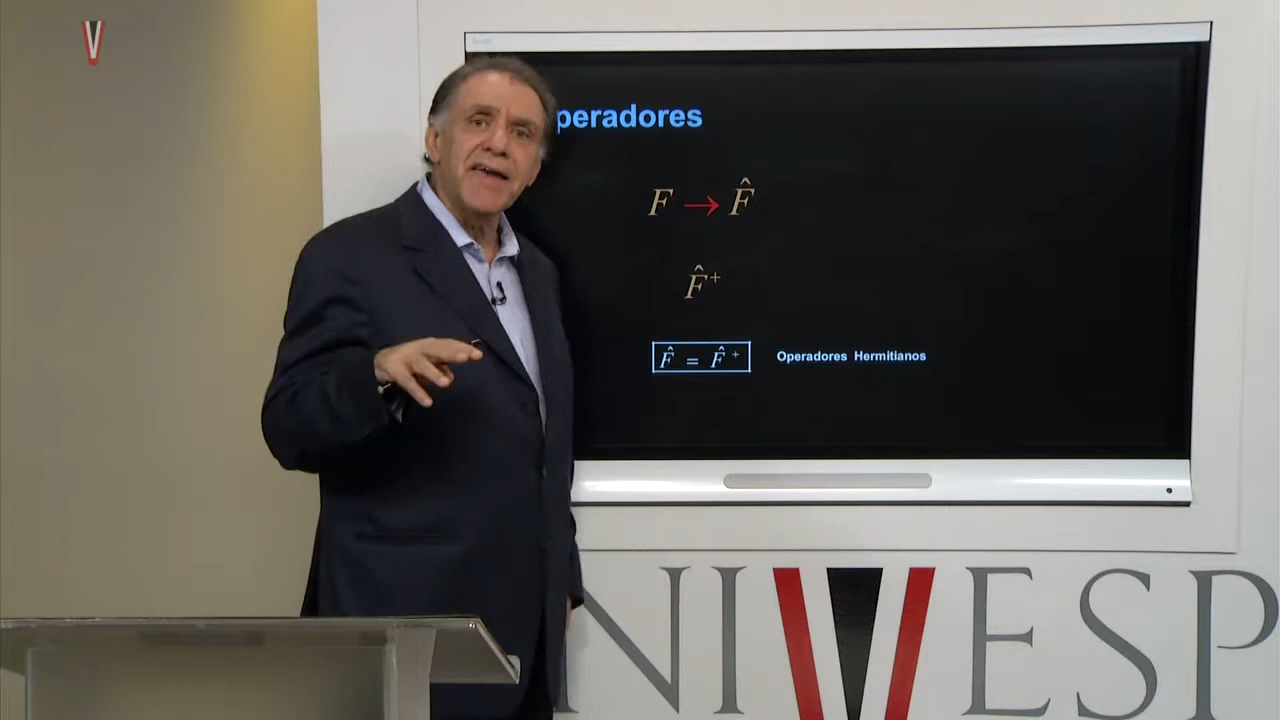 peradores
F → F̂
F̂⁺
F̂ = F̂⁺ Operadores Hermitianos
NIVESP